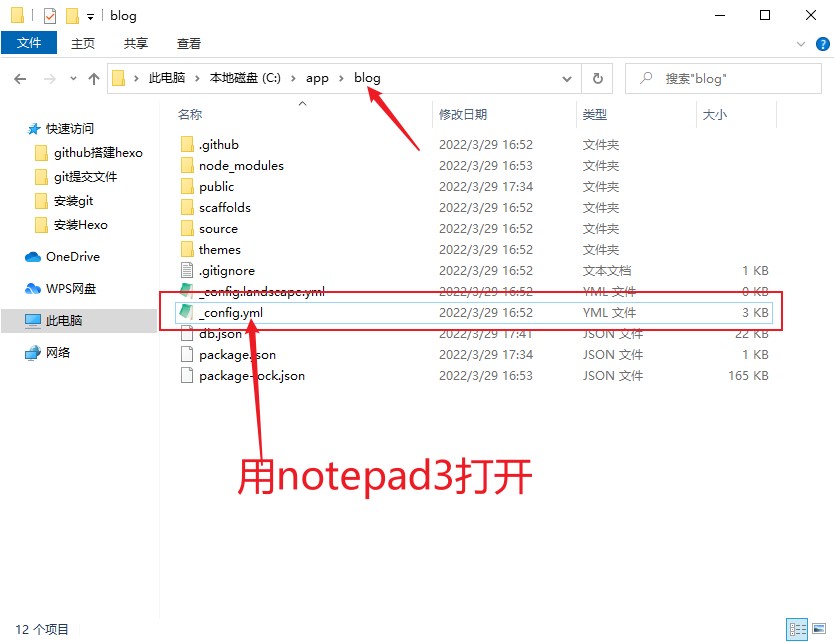 blog
文件 主页 共享 查看
此电脑 本地磁盘 (C:) app blog 搜索"blog"
名称 修改日期 类型 大小
快速访问
github搭建hexo
git提交文件
安装git
安装Hexo
OneDrive
WPS网盘
此电脑
网络
.github 2022/3/29 16:52 文件夹
node_modules 2022/3/29 16:53 文件夹
public 2022/3/29 17:34 文件夹
scaffolds 2022/3/29 16:52 文件夹
source 2022/3/29 16:52 文件夹
themes 2022/3/29 16:52 文件夹
.gitignore 2022/3/29 16:52 文本文档 1 KB
_config.landscape.yml 2022/3/29 16:52 YML 文件 0 KB
_config.yml 2022/3/29 16:52 YML 文件 3 KB
db.json 2022/3/29 17:41 JSON 文件 22 KB
package.json 2022/3/29 17:34 JSON 文件 1 KB
package-lock.json 2022/3/29 16:53 JSON 文件 165 KB
用notepad3打开
12 个项目